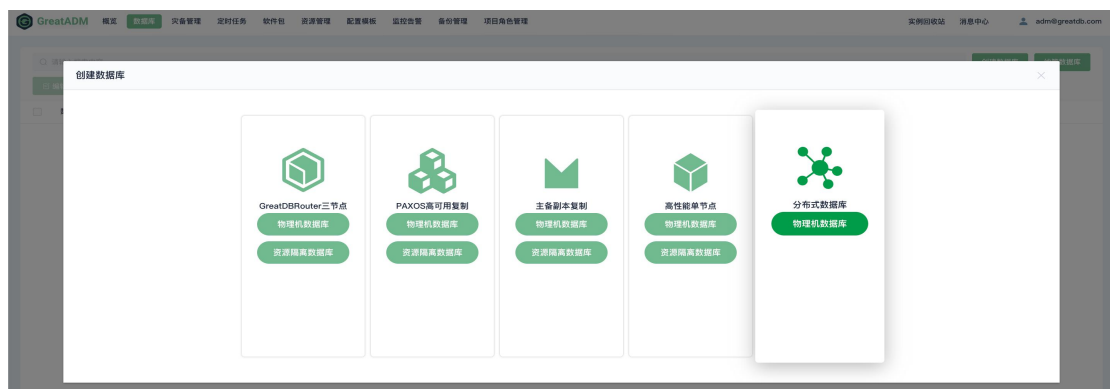 GreatADM 概览 数据库 灾备管理 定时任务 软件包 资源管理 配置模板 监控告警 备份管理 项目角色管理 实例回收站 消息中心 adm@greatdb.com
创建数据库
GreatDBRouter三节点 PAXOS高可用复制 主备副本复制 高性能单节点 分布式数据库
物理机数据库 物理机数据库 物理机数据库 物理机数据库 物理机数据库
资源隔离数据库 资源隔离数据库 资源隔离数据库 资源隔离数据库